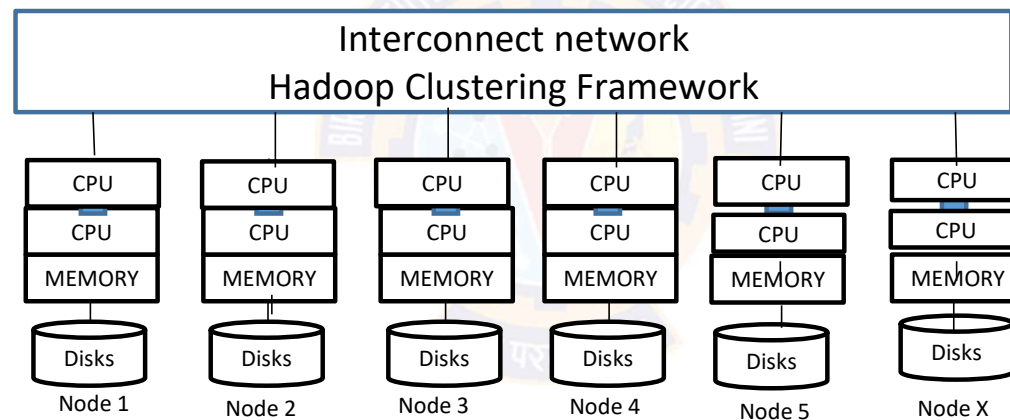 Interconnect network
Hadoop Clustering Framework
CPU CPU CPU CPU CPU CPU
CPU CPU CPU CPU CPU CPU
MEMORY MEMORY MEMORY MEMORY MEMORY MEMORY
Disks Disks Disks Disks Disks Disks
Node 1 Node 2 Node 3 Node 4 Node 5 Node X